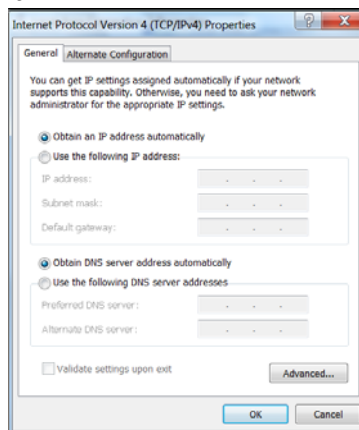 Internet Protocol Version 4 (TCP/IPv4) Properties
General
Alternate Configuration
You can get IP settings assigned automatically if your network
supports this capability. Otherwise, you need to ask your network
administrator for the appropriate IP settings.
Obtain an IP address automatically
Use the following IP address:
IP address:
Subnet mask:
Default gateway:
Obtain DNS server address automatically
Use the following DNS server addresses
Preferred DNS server:
Alternate DNS server:
Validate settings upon exit
Advanced...
OK
Cancel